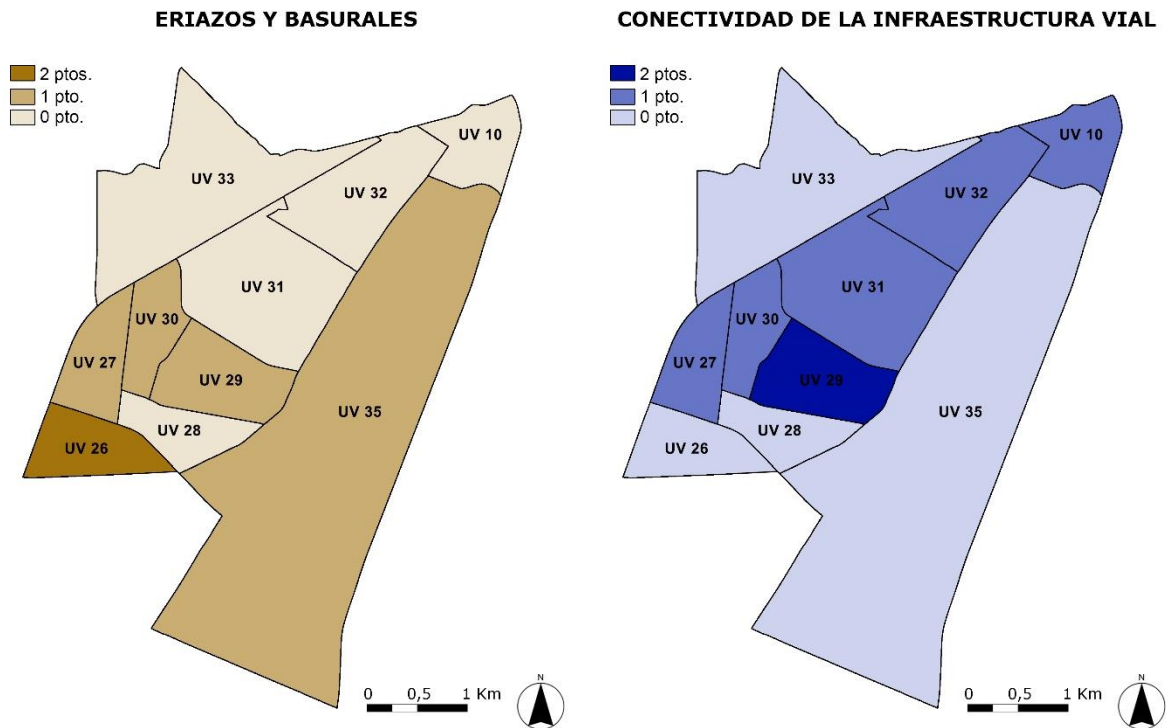 ERIAZOS Y BASURALES
2 ptos.
1 pto.
0 pto.
UV 10
UV 33
UV 32
UV 31
UV 30
UV 27
UV 29
UV 35
UV 28
UV 26
0 0,5 1 Km
N
CONECTIVIDAD DE LA INFRAESTRUCTURA VIAL
2 ptos.
1 pto.
0 pto.
UV 10
UV 33
UV 32
UV 31
UV 30
UV 27
UV 29
UV 35
UV 28
UV 26
0 0,5 1 Km
N